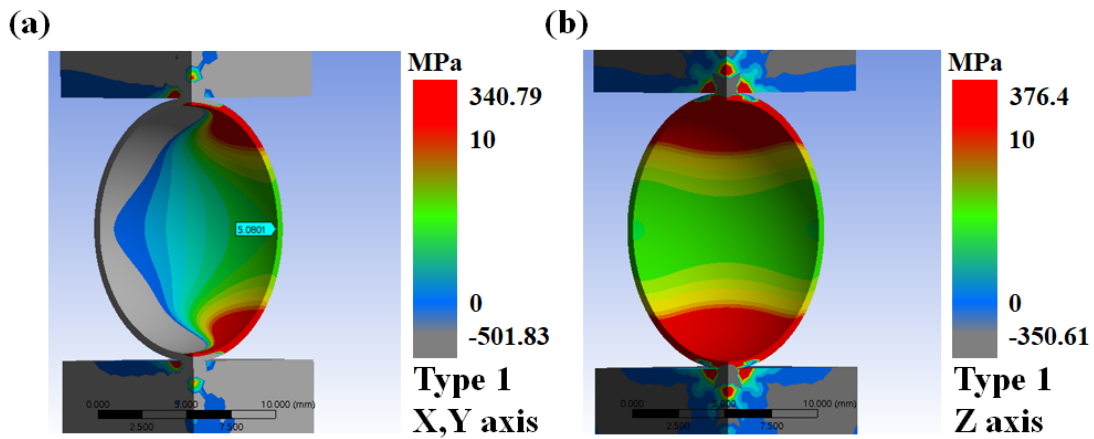 (a)
MPa
340.79
10
0
-501.83
5.0801
0.000 5.000 10.000 (mm)
2.500 7.500
Type 1
X,Y axis
(b)
MPa
376.4
10
0
-350.61
0.000 5.000 10.000 (mm)
2.500 7.500
Type 1
Z axis